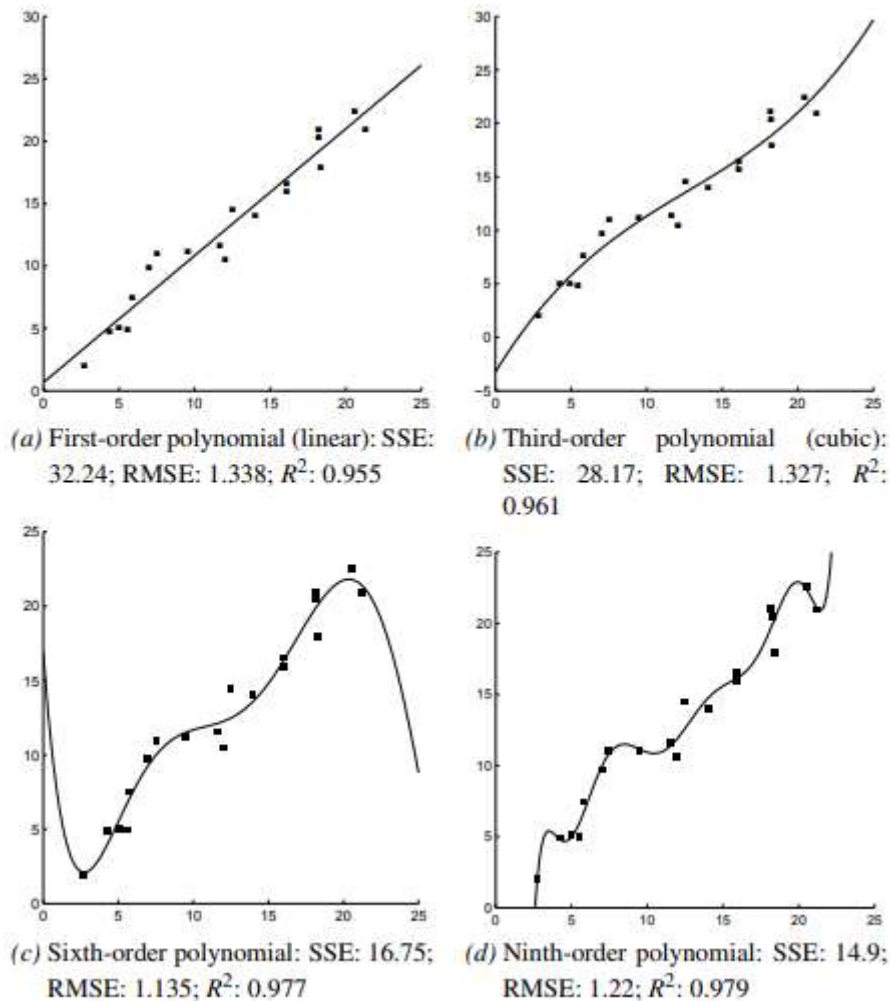 30
25
20
15
10
5
0
0 5 10 15 20 25
(a) First-order polynomial (linear): SSE:
32.24; RMSE: 1.338; R²: 0.955
30
25
20
15
10
5
0
−5
0 5 10 15 20 25
(b) Third-order polynomial (cubic):
SSE: 28.17; RMSE: 1.327; R²:
0.961
25
20
15
10
5
0
0 5 10 15 20 25
(c) Sixth-order polynomial: SSE: 16.75;
RMSE: 1.135; R²: 0.977
25
20
15
10
5
0
0 5 10 15 20 25
(d) Ninth-order polynomial: SSE: 14.9;
RMSE: 1.22; R²: 0.979